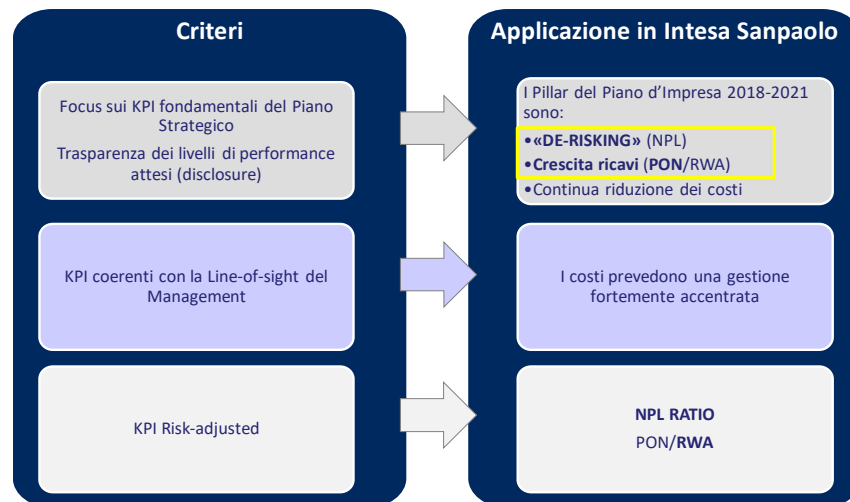 Criteri
Focus sui KPI fondamentali del Piano
Strategico
Trasparenza dei livelli di performance
attesi (disclosure)
KPI coerenti con la Line-of-sight del
Management
KPI Risk-adjusted
Applicazione in Intesa Sanpaolo
I Pillar del Piano d’Impresa 2018-2021
sono:
•«DE-RISKING» (NPL)
•Crescita ricavi (PON/RWA)
•Continua riduzione dei costi
I costi prevedono una gestione
fortemente accentrata
NPL RATIO
PON/RWA